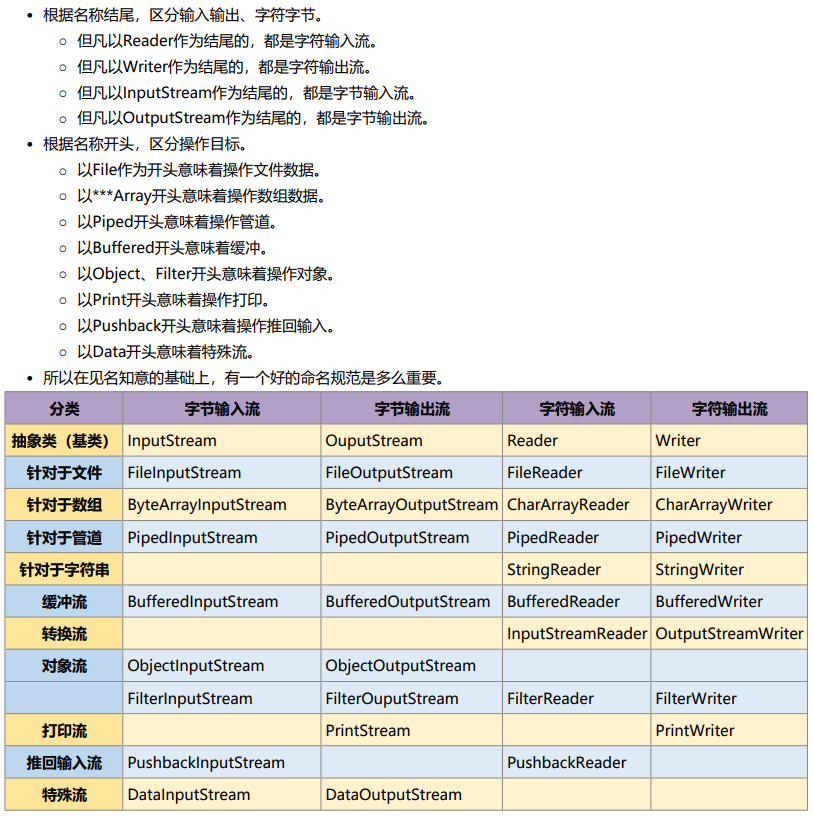 根据名称结尾，区分输入输出、字符字节。
但凡以Reader作为结尾的，都是字符输入流。
但凡以Writer作为结尾的，都是字符输出流。
但凡以InputStream作为结尾的，都是字节输入流。
但凡以OutputStream作为结尾的，都是字节输出流。
根据名称开头，区分操作目标。
以File作为开头意味着操作文件数据。
以***Array开头意味着操作数组数据。
以Piped开头意味着操作管道。
以Buffered开头意味着缓冲。
以Object、Filter开头意味着操作对象。
以Print开头意味着操作打印。
以Pushback开头意味着操作推回输入。
以Data开头意味着特殊流。
所以在见名知意的基础上，有一个好的命名规范是多么重要。
分类 字节输入流 字节输出流 字符输入流 字符输出流
抽象类（基类） InputStream OuputStream Reader Writer
针对于文件 FileInputStream FileOutputStream FileReader FileWriter
针对于数组 ByteArrayInputStream ByteArrayOutputStream CharArrayReader CharArrayWriter
针对于管道 PipedInputStream PipedOutputStream PipedReader PipedWriter
针对于字符串 StringReader StringWriter
缓冲流 BufferedInputStream BufferedOutputStream BufferedReader BufferedWriter
转换流 InputStreamReader OutputStreamWriter
对象流 ObjectInputStream ObjectOutputStream
FilterInputStream FilterOuputStream FilterReader FilterWriter
打印流 PrintStream PrintWriter
推回输入流 PushbackInputStream PushbackReader
特殊流 DataInputStream DataOutputStream